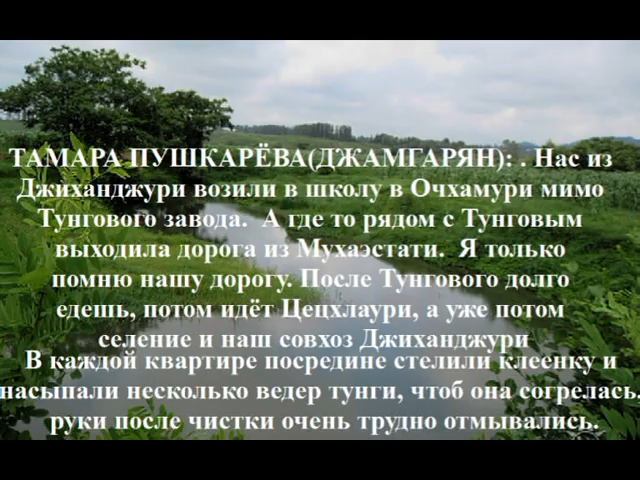 ТАМАРА ПУШКАРЁВА(ДЖАМГАРЯН): . Нас из
Джиханджури возили в школу в Очхамури мимо
Тунгового завода. А где то рядом с Тунговым
выходила дорога из Мухаэстати. Я только
помню нашу дорогу. После Тунгового долго
едешь, потом идёт Цецхлаури, а уже потом
селение и наш совхоз Джиханджури
В каждой квартире посредине стелили клеенку и
насыпали несколько ведер тунги, чтоб она согрелась.
руки после чистки очень трудно отмывались.